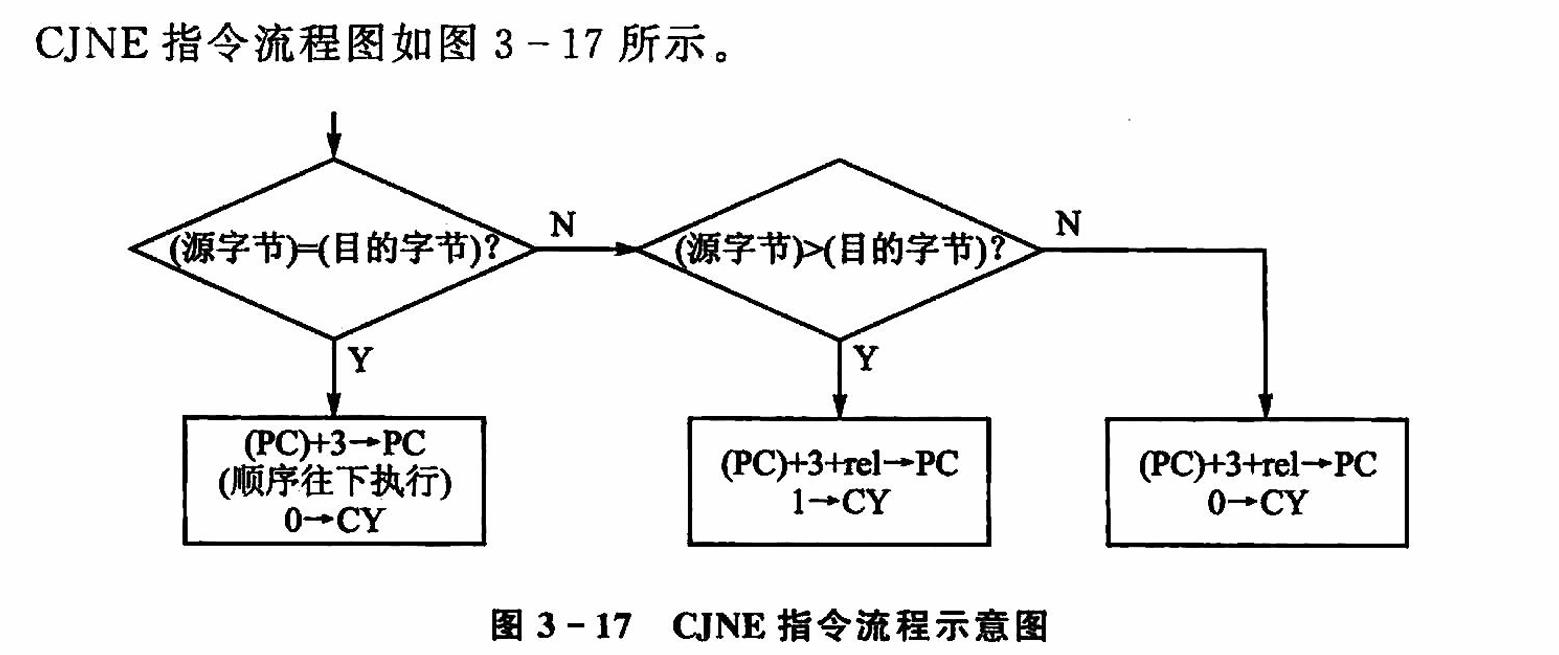 CJNE 指令流程图如图 3－17 所示。
(源字节)=(目的字节)?
N
(源字节)>(目的字节)?
N
Y
Y
(PC)+3→PC
(顺序往下执行)
0→CY
(PC)+3+rel→PC
1→CY
(PC)+3+rel→PC
0→CY
图 3－17 CJNE 指令流程示意图